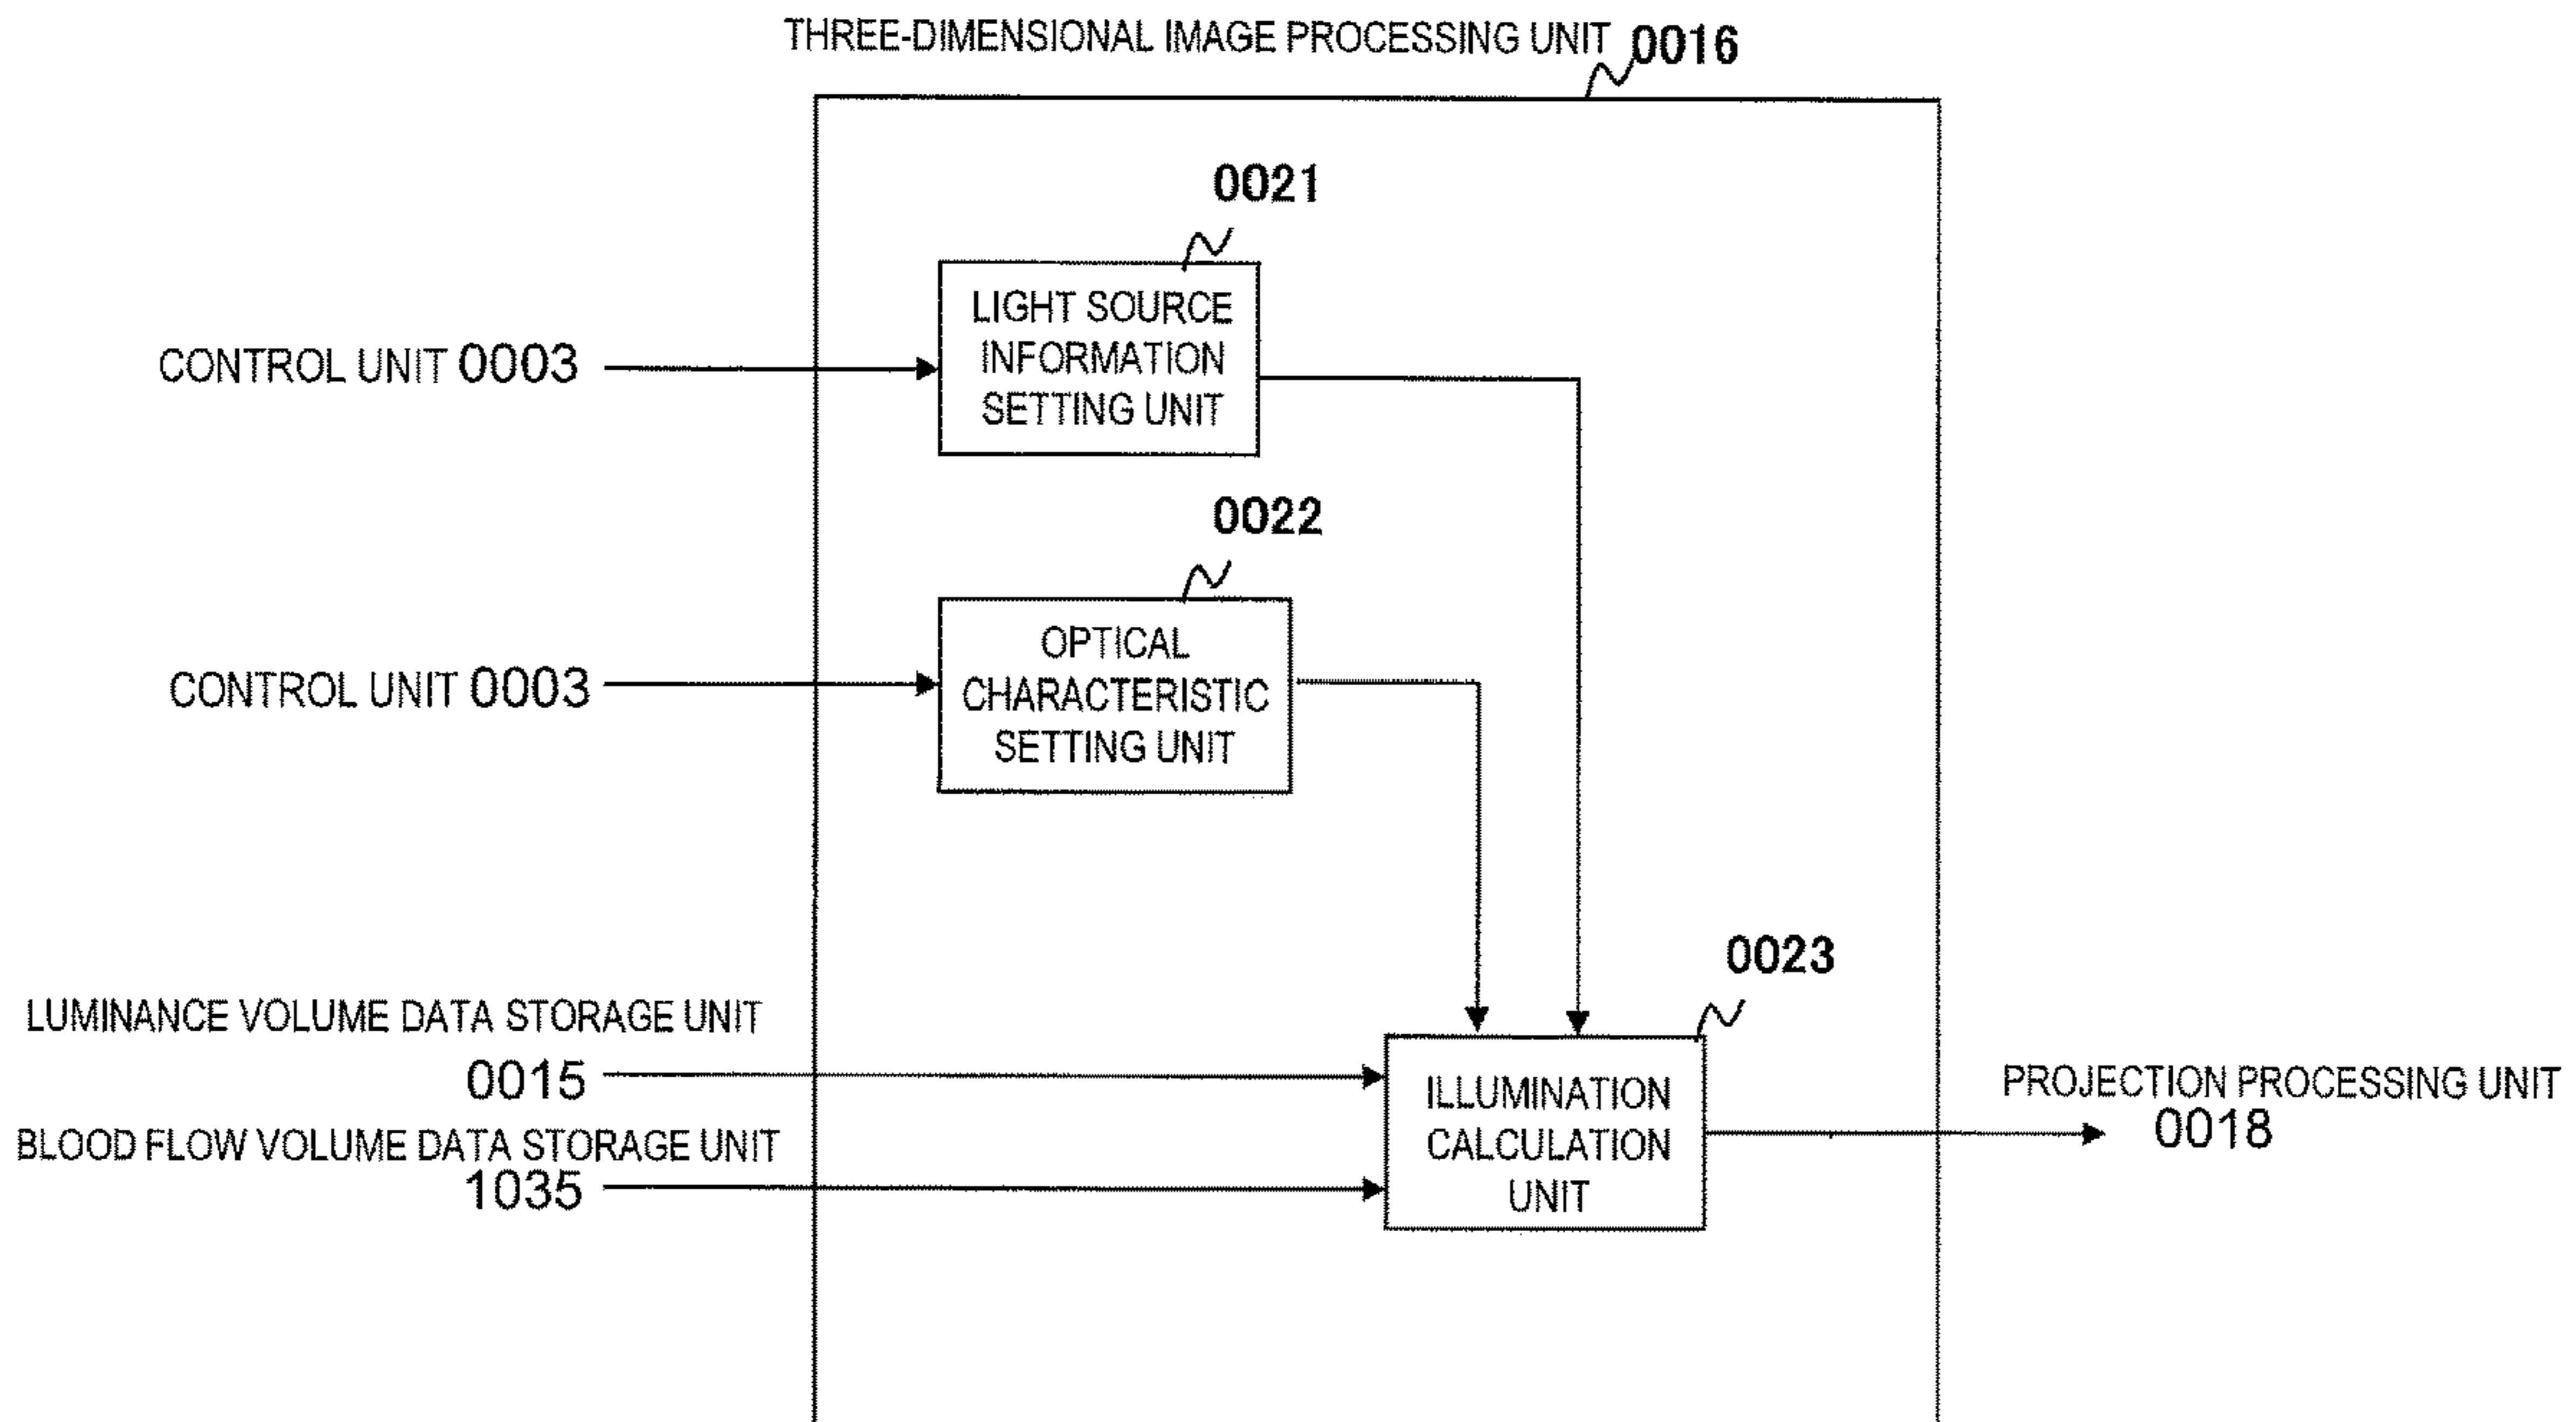 THREE-DIMENSIONAL IMAGE PROCESSING UNIT 0016
0021
LIGHT SOURCE
INFORMATION
SETTING UNIT
CONTROL UNIT 0003
0022
OPTICAL
CHARACTERISTIC
SETTING UNIT
CONTROL UNIT 0003
0023
LUMINANCE VOLUME DATA STORAGE UNIT
0015
BLOOD FLOW VOLUME DATA STORAGE UNIT
1035
ILLUMINATION
CALCULATION
UNIT
PROJECTION PROCESSING UNIT
0018